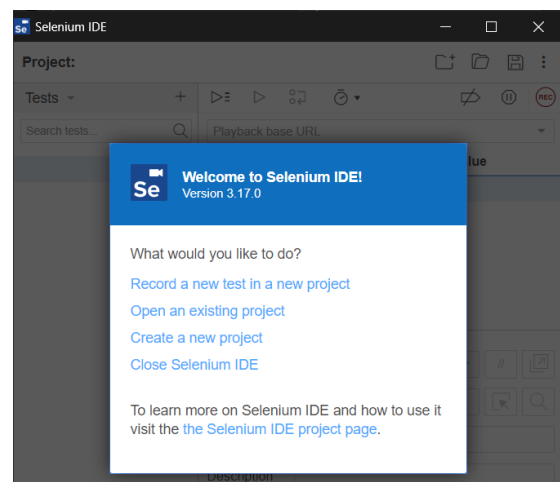 Se Selenium IDE
Project:
Tests
Search tests...
REC
Playback base URL
lue
Se
Welcome to Selenium IDE!
Version 3.17.0
What would you like to do?
Record a new test in a new project
Open an existing project
Create a new project
Close Selenium IDE
To learn more on Selenium IDE and how to use it
visit the the Selenium IDE project page.
//
Description